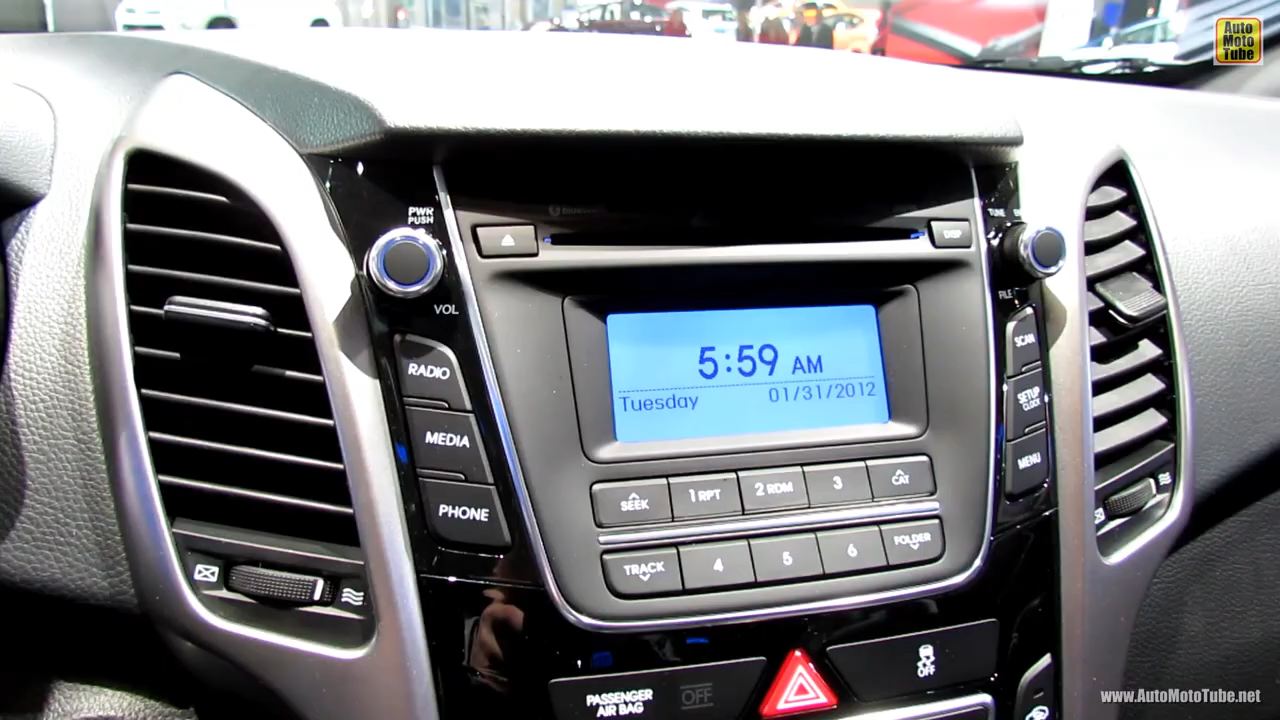 Auto
Moto
Tube
PWR
PUSH
VOL
DISP
TUNE
FILE
RADIO
MEDIA
PHONE
5:59 AM
Tuesday 01/31/2012
SCAN
SETUP
CLOCK
MENU
SEEK 1 RPT 2 RDM 3 CAT
TRACK 4 5 6 FOLDER
PASSENGER
AIR BAG
OFF
OFF
www.AutoMotoTube.net